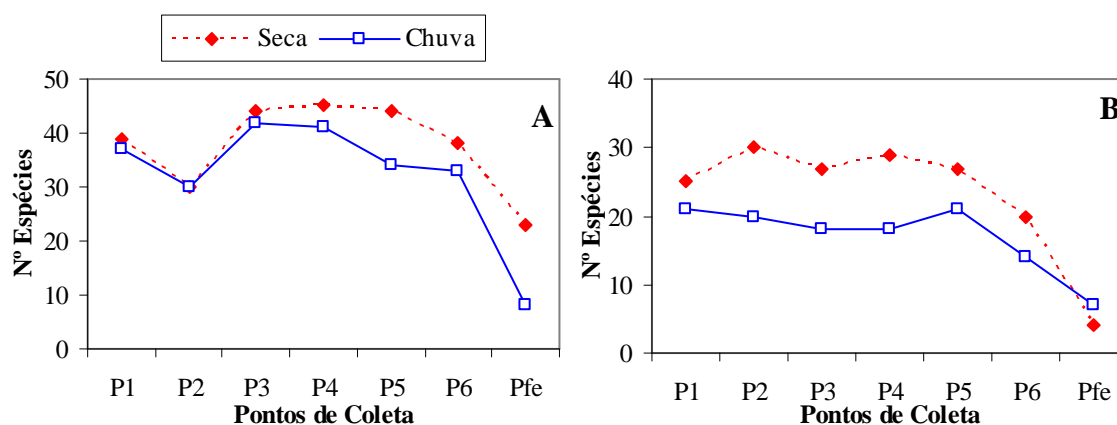 Seca Chuva
50
40
30
20
10
0
Nº Espécies
A
P1 P2 P3 P4 P5 P6 Pfe
Pontos de Coleta
40
30
20
10
0
Nº Espécies
B
P1 P2 P3 P4 P5 P6 Pfe
Pontos de Coleta